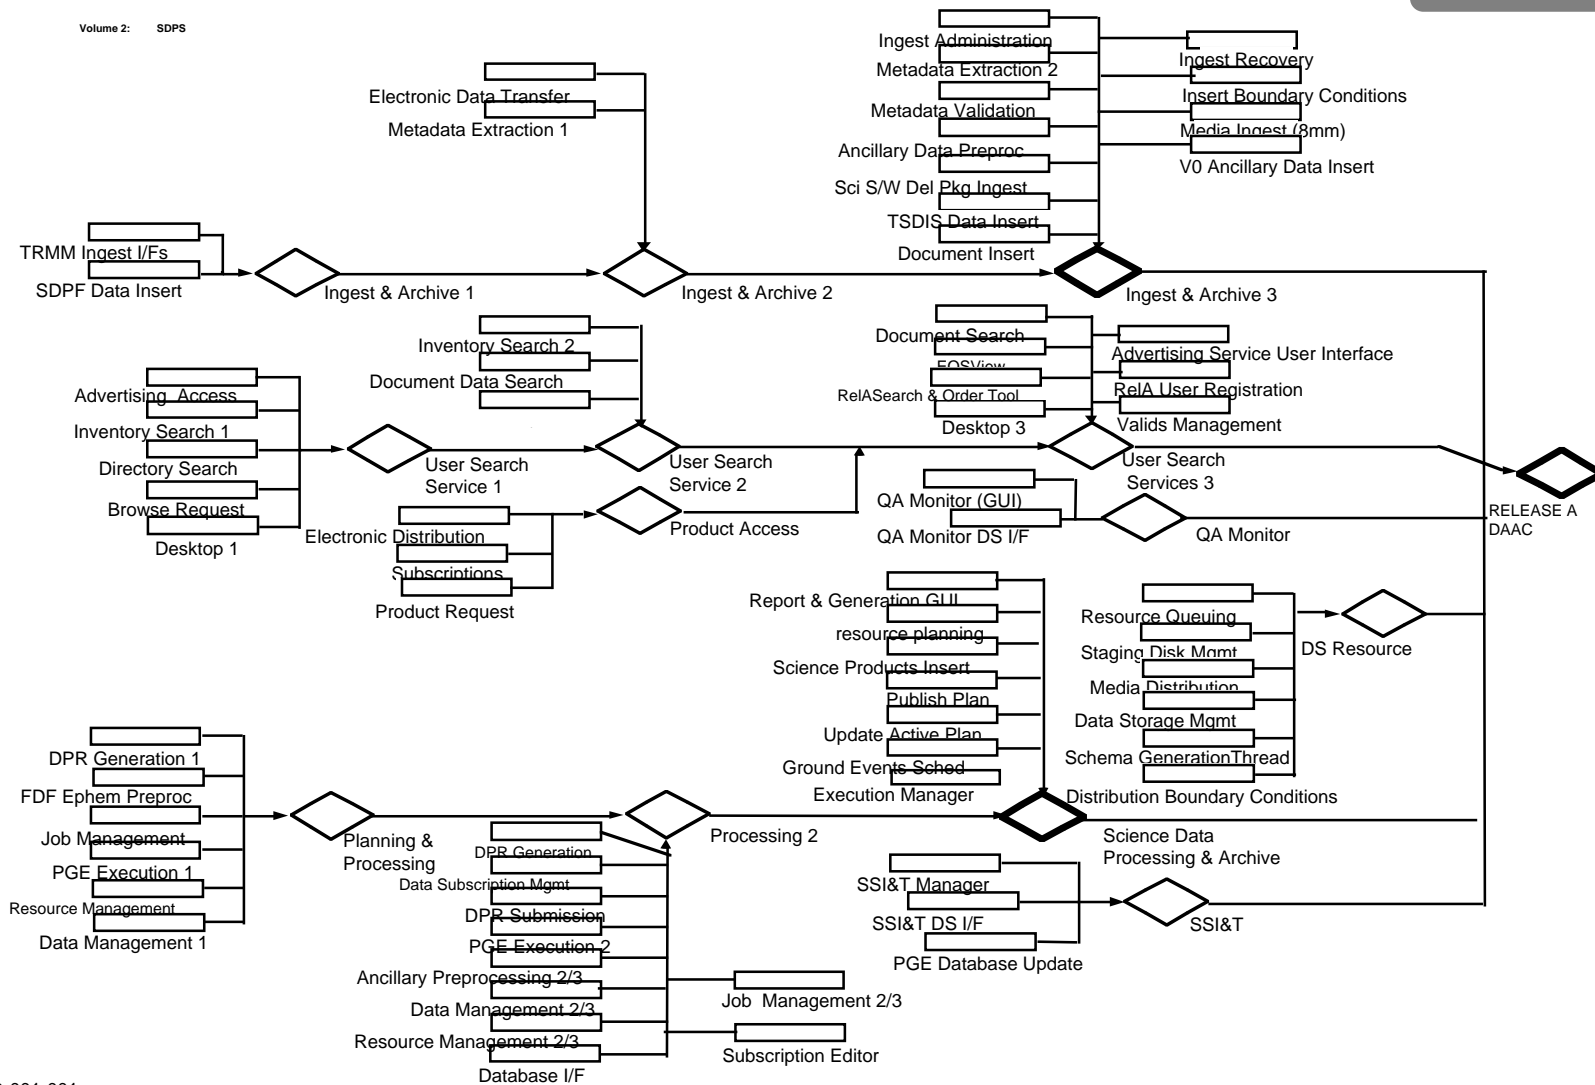 Volume 2: SDPS
Electronic Data Transfer
Metadata Extraction 1
Ingest Administration
Metadata Extraction 2
Metadata Validation
Ancillary Data Preproc
Sci S/W Del Pkg Ingest
TSDIS Data Insert
Document Insert
Ingest Recovery
Insert Boundary Conditions
Media Ingest (8mm)
V0 Ancillary Data Insert
TRMM Ingest I/Fs
SDPF Data Insert
Ingest & Archive 1
Ingest & Archive 2
Ingest & Archive 3
Inventory Search 2
Document Data Search
Document Search
EOSView
RelASearch & Order Tool
Desktop 3
Advertising Service User Interface
RelA User Registration
Valids Management
Advertising Access
Inventory Search 1
Directory Search
Browse Request
Desktop 1
User Search
Service 1
User Search
Service 2
User Search
Services 3
Electronic Distribution
Subscriptions
Product Request
Product Access
QA Monitor (GUI)
QA Monitor DS I/F
QA Monitor
RELEASE A
DAAC
Report & Generation GUI
resource planning
Science Products Insert
Publish Plan
Update Active Plan
Ground Events Sched
Execution Manager
Resource Queuing
Staging Disk Mgmt
Media Distribution
Data Storage Mgmt
Schema GenerationThread
Distribution Boundary Conditions
DS Resource
DPR Generation 1
FDF Ephem Preproc
Job Management
PGE Execution 1
Resource Management
Data Management 1
Planning &
Processing
Processing 2
Science Data
Processing & Archive
DPR Generation
Data Subscription Mgmt
DPR Submission
PGE Execution 2
Ancillary Preprocessing 2/3
Data Management 2/3
Resource Management 2/3
Database I/F
Job Management 2/3
Subscription Editor
SSI&T Manager
SSI&T DS I/F
PGE Database Update
SSI&T